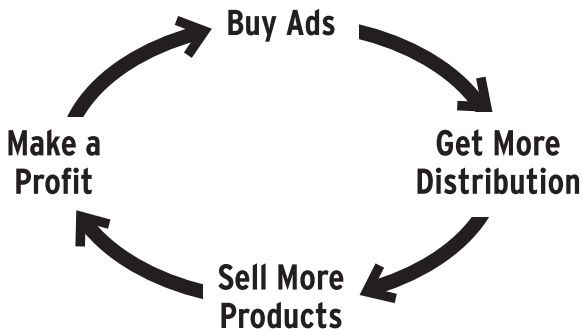 Buy Ads
Get More
Distribution
Sell More
Products
Make a
Profit